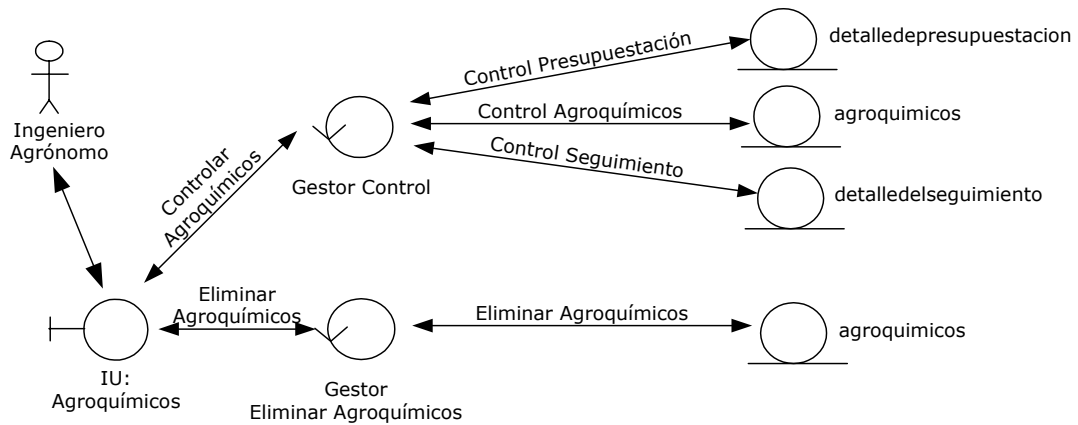 Ingeniero
Agrónomo
Controlar
Agroquímicos
Gestor Control
Control Presupuestación
detalledepresupuestacion
Control Agroquímicos
agroquimicos
Control Seguimiento
detalledelseguimiento
IU:
Agroquímicos
Eliminar
Agroquímicos
Gestor
Eliminar Agroquímicos
Eliminar Agroquímicos
agroquimicos